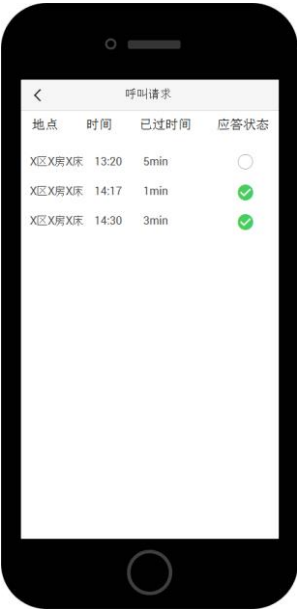 呼叫请求
地点 时间 已过时间 应答状态
X区X房X床 13:20 5min
X区X房X床 14:17 1min
X区X房X床 14:30 3min